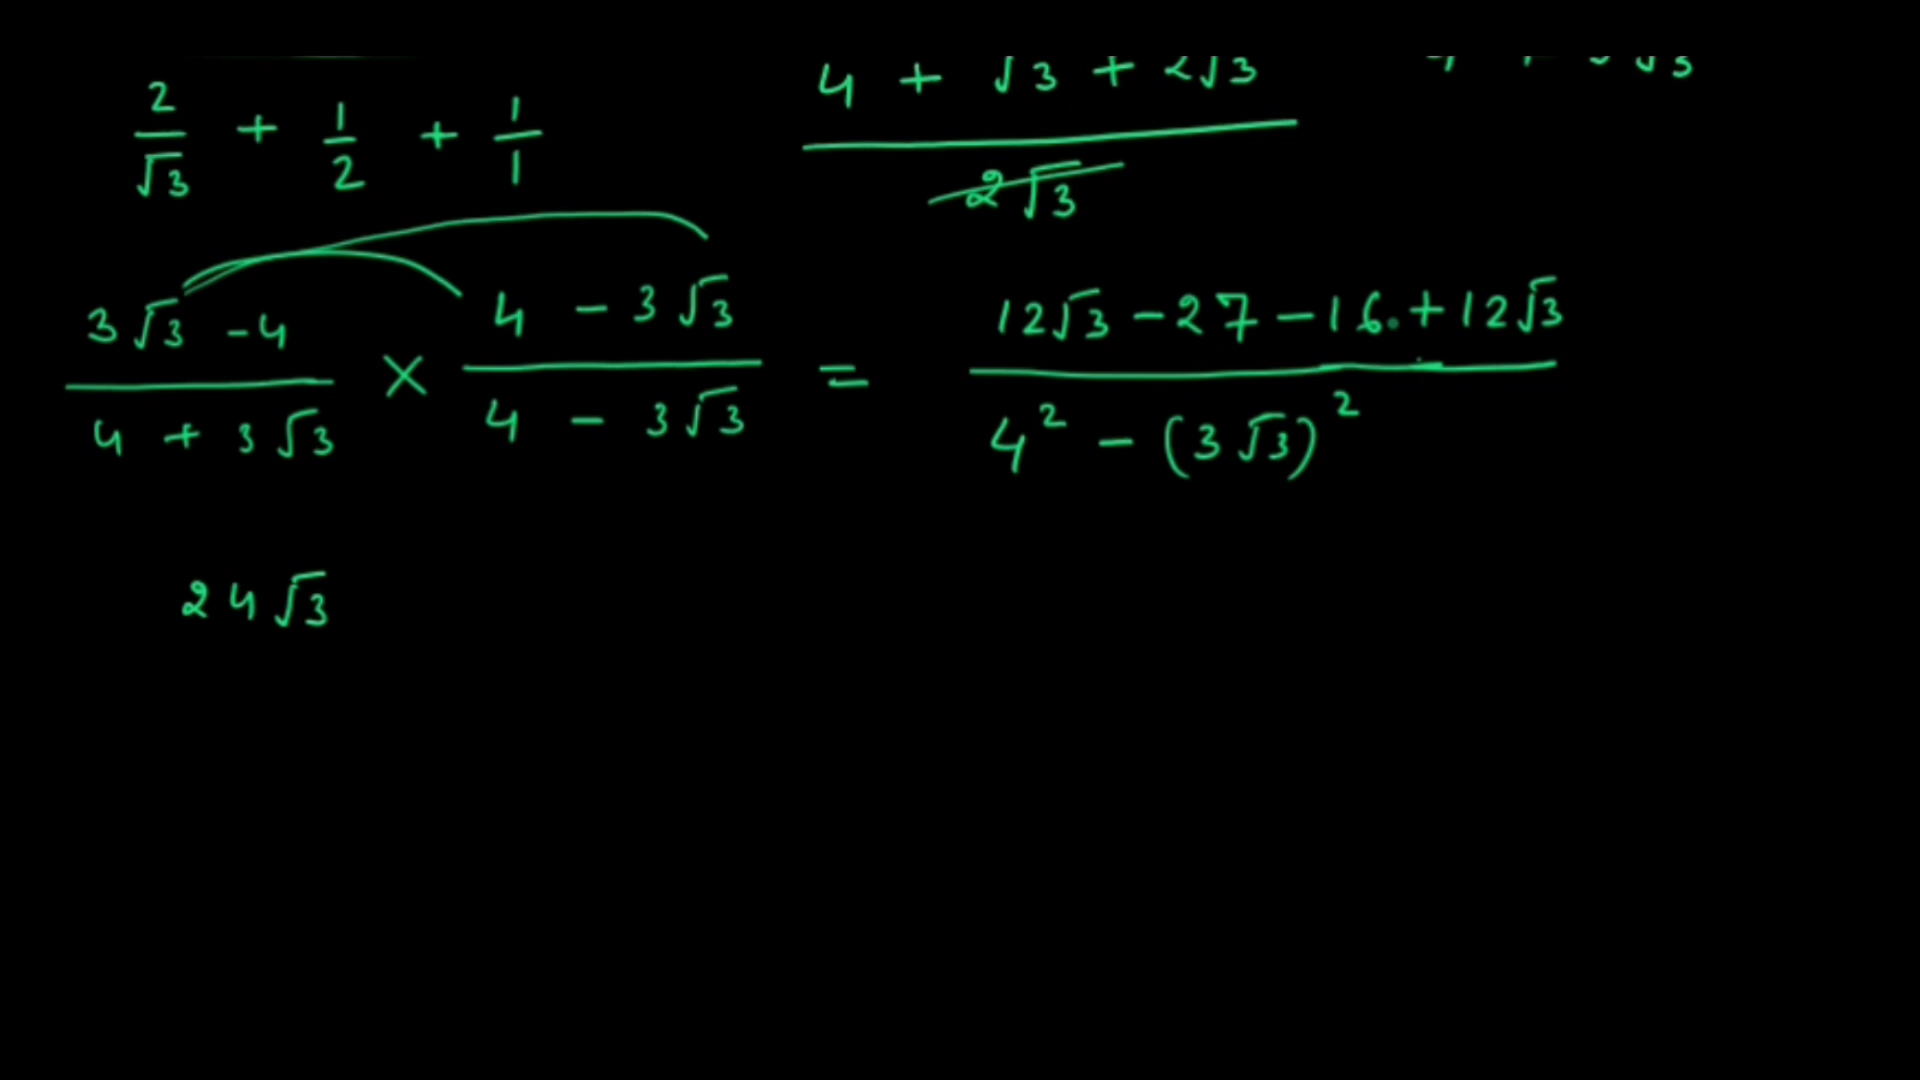 2/√3 + 1/2 + 1/1
4 + √3 + 2√3 / 2√3
3√3 - 4 / 4 + 3√3 × 4 - 3√3 / 4 - 3√3 = 12√3 - 27 - 16 + 12√3 / 4² - (3√3)²
24√3